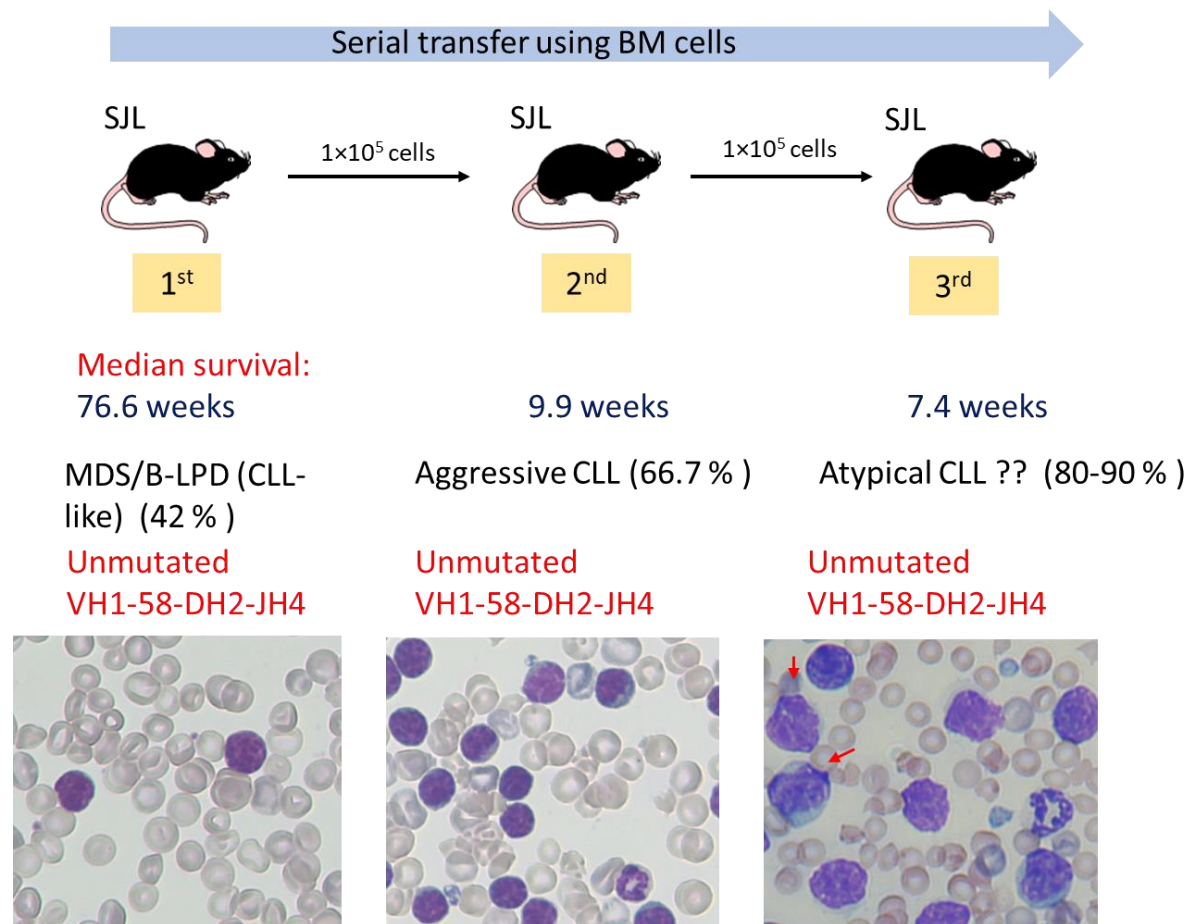 Serial transfer using BM cells
SJL
SJL
SJL
1×10⁵ cells
1×10⁵ cells
1st
2nd
3rd
Median survival:
76.6 weeks
9.9 weeks
7.4 weeks
MDS/B-LPD (CLL-
like) (42 % )
Aggressive CLL (66.7 % )
Atypical CLL ?? (80-90 % )
Unmutated
VH1-58-DH2-JH4
Unmutated
VH1-58-DH2-JH4
Unmutated
VH1-58-DH2-JH4